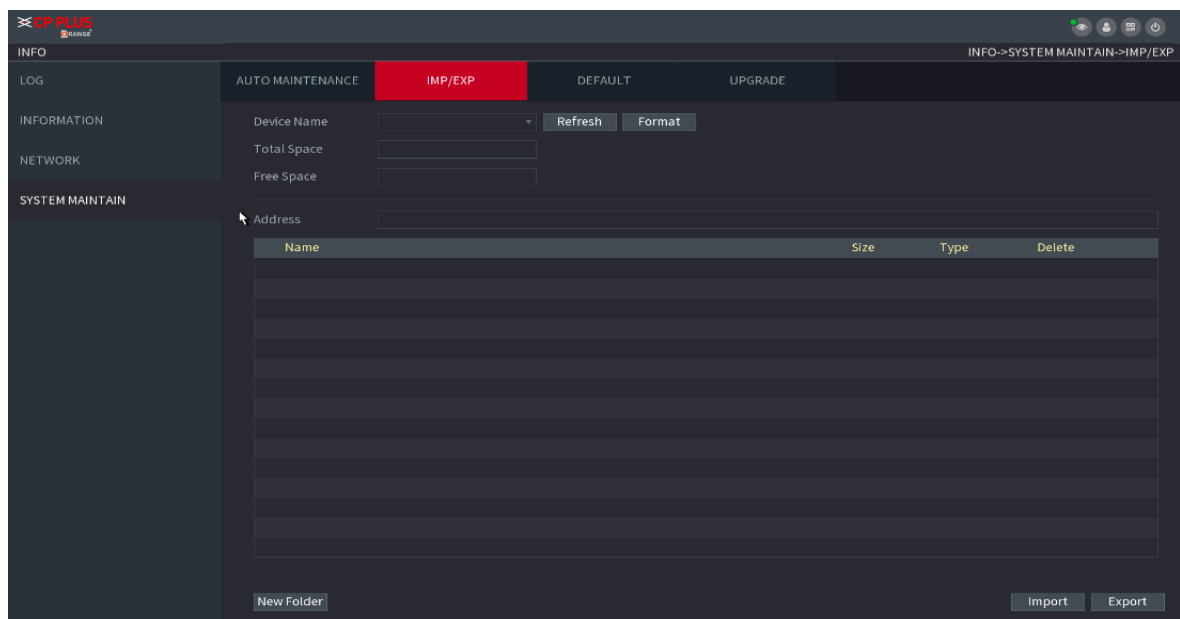 CP PLUS
ORANGE
INFO
INFO->SYSTEM MAINTAIN->IMP/EXP
LOG
INFORMATION
NETWORK
SYSTEM MAINTAIN
AUTO MAINTENANCE IMP/EXP DEFAULT UPGRADE
Device Name Refresh Format
Total Space
Free Space
Address
Name Size Type Delete
New Folder Import Export